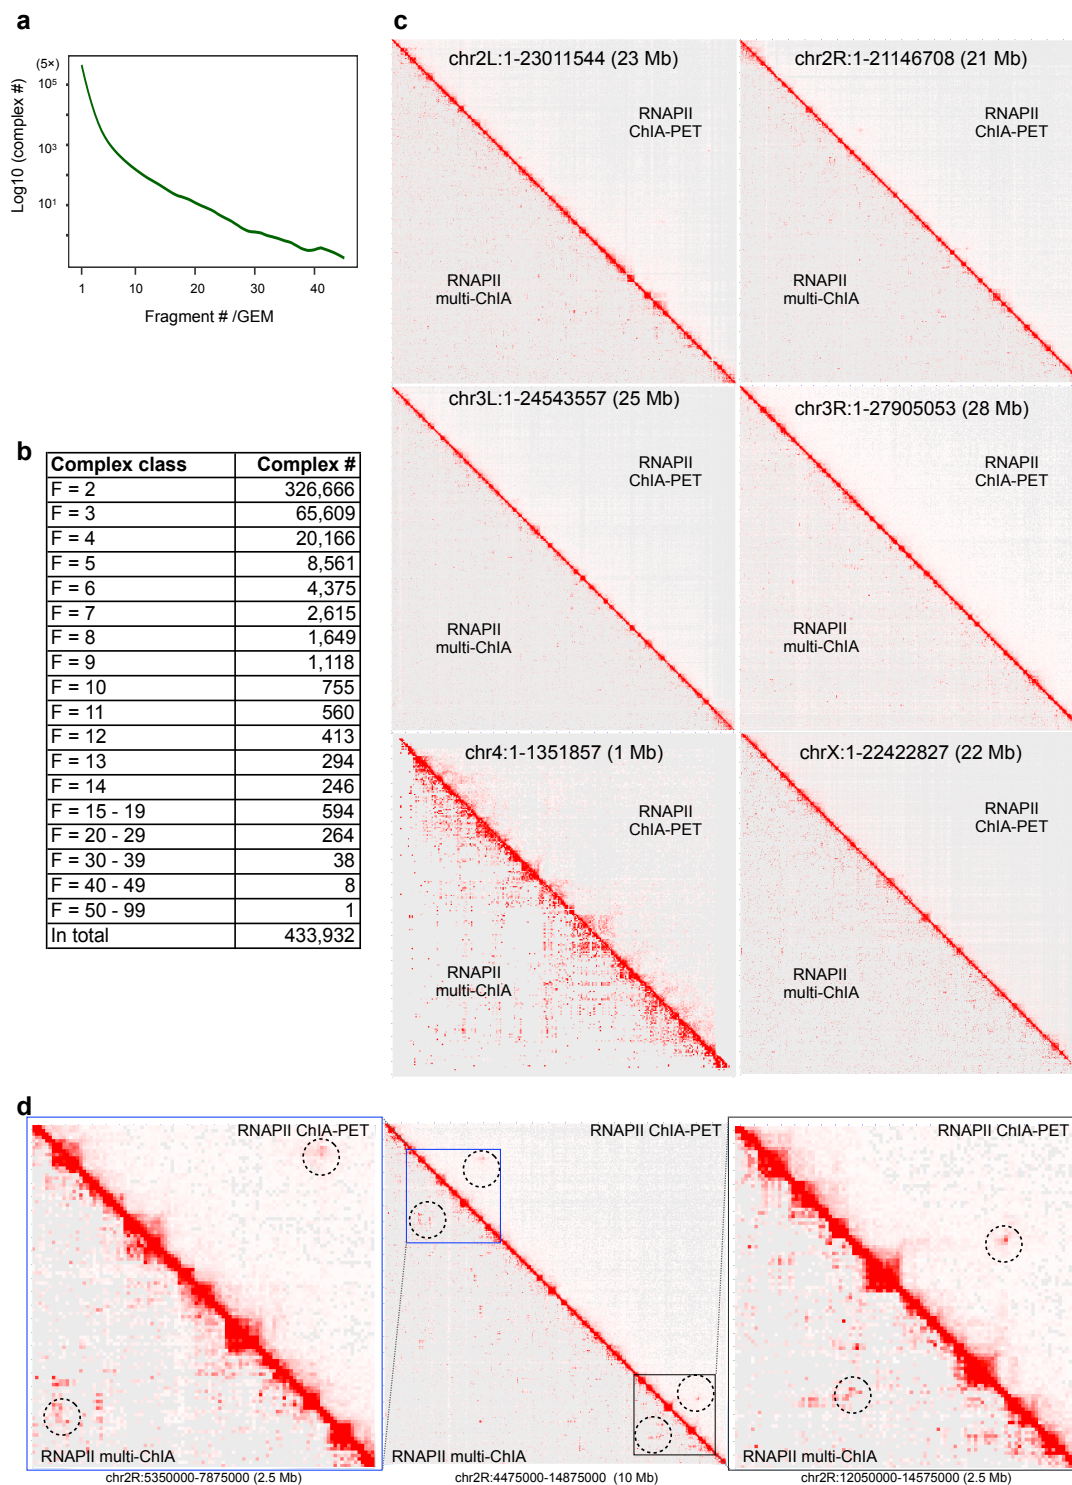 a
(5×)
10⁵
10³
10¹
Log10 (complex #)
1 10 20 30 40
Fragment # /GEM
b
Complex class Complex #
F = 2 326,666
F = 3 65,609
F = 4 20,166
F = 5 8,561
F = 6 4,375
F = 7 2,615
F = 8 1,649
F = 9 1,118
F = 10 755
F = 11 560
F = 12 413
F = 13 294
F = 14 246
F = 15 - 19 594
F = 20 - 29 264
F = 30 - 39 38
F = 40 - 49 8
F = 50 - 99 1
In total 433,932
c
chr2L:1-23011544 (23 Mb)
RNAPII
ChIA-PET
RNAPII
multi-ChIA
chr2R:1-21146708 (21 Mb)
RNAPII
ChIA-PET
RNAPII
multi-ChIA
chr3L:1-24543557 (25 Mb)
RNAPII
ChIA-PET
RNAPII
multi-ChIA
chr3R:1-27905053 (28 Mb)
RNAPII
ChIA-PET
RNAPII
multi-ChIA
chr4:1-1351857 (1 Mb)
RNAPII
ChIA-PET
RNAPII
multi-ChIA
chrX:1-22422827 (22 Mb)
RNAPII
ChIA-PET
RNAPII
multi-ChIA
d
RNAPII ChIA-PET
RNAPII multi-ChIA
chr2R:5350000-7875000 (2.5 Mb)
RNAPII ChIA-PET
RNAPII multi-ChIA
chr2R:4475000-14975000 (10 Mb)
RNAPII ChIA-PET
RNAPII multi-ChIA
chr2R:12050000-14575000 (2.5 Mb)